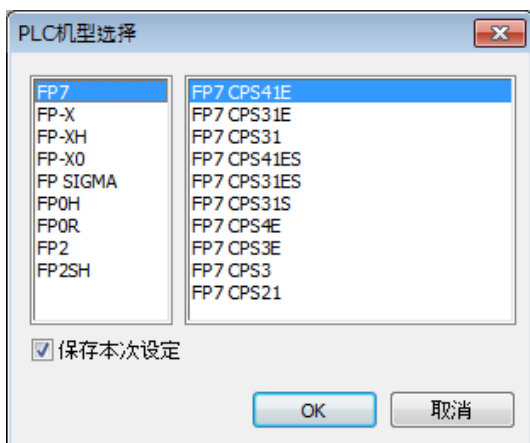 PLC机型选择
FP7
FP-X
FP-XH
FP-X0
FP SIGMA
FP0H
FP0R
FP2
FP2SH
FP7 CPS41E
FP7 CPS31E
FP7 CPS31
FP7 CPS41ES
FP7 CPS31ES
FP7 CPS31S
FP7 CPS4E
FP7 CPS3E
FP7 CPS3
FP7 CPS21
保存本次设定
OK
取消